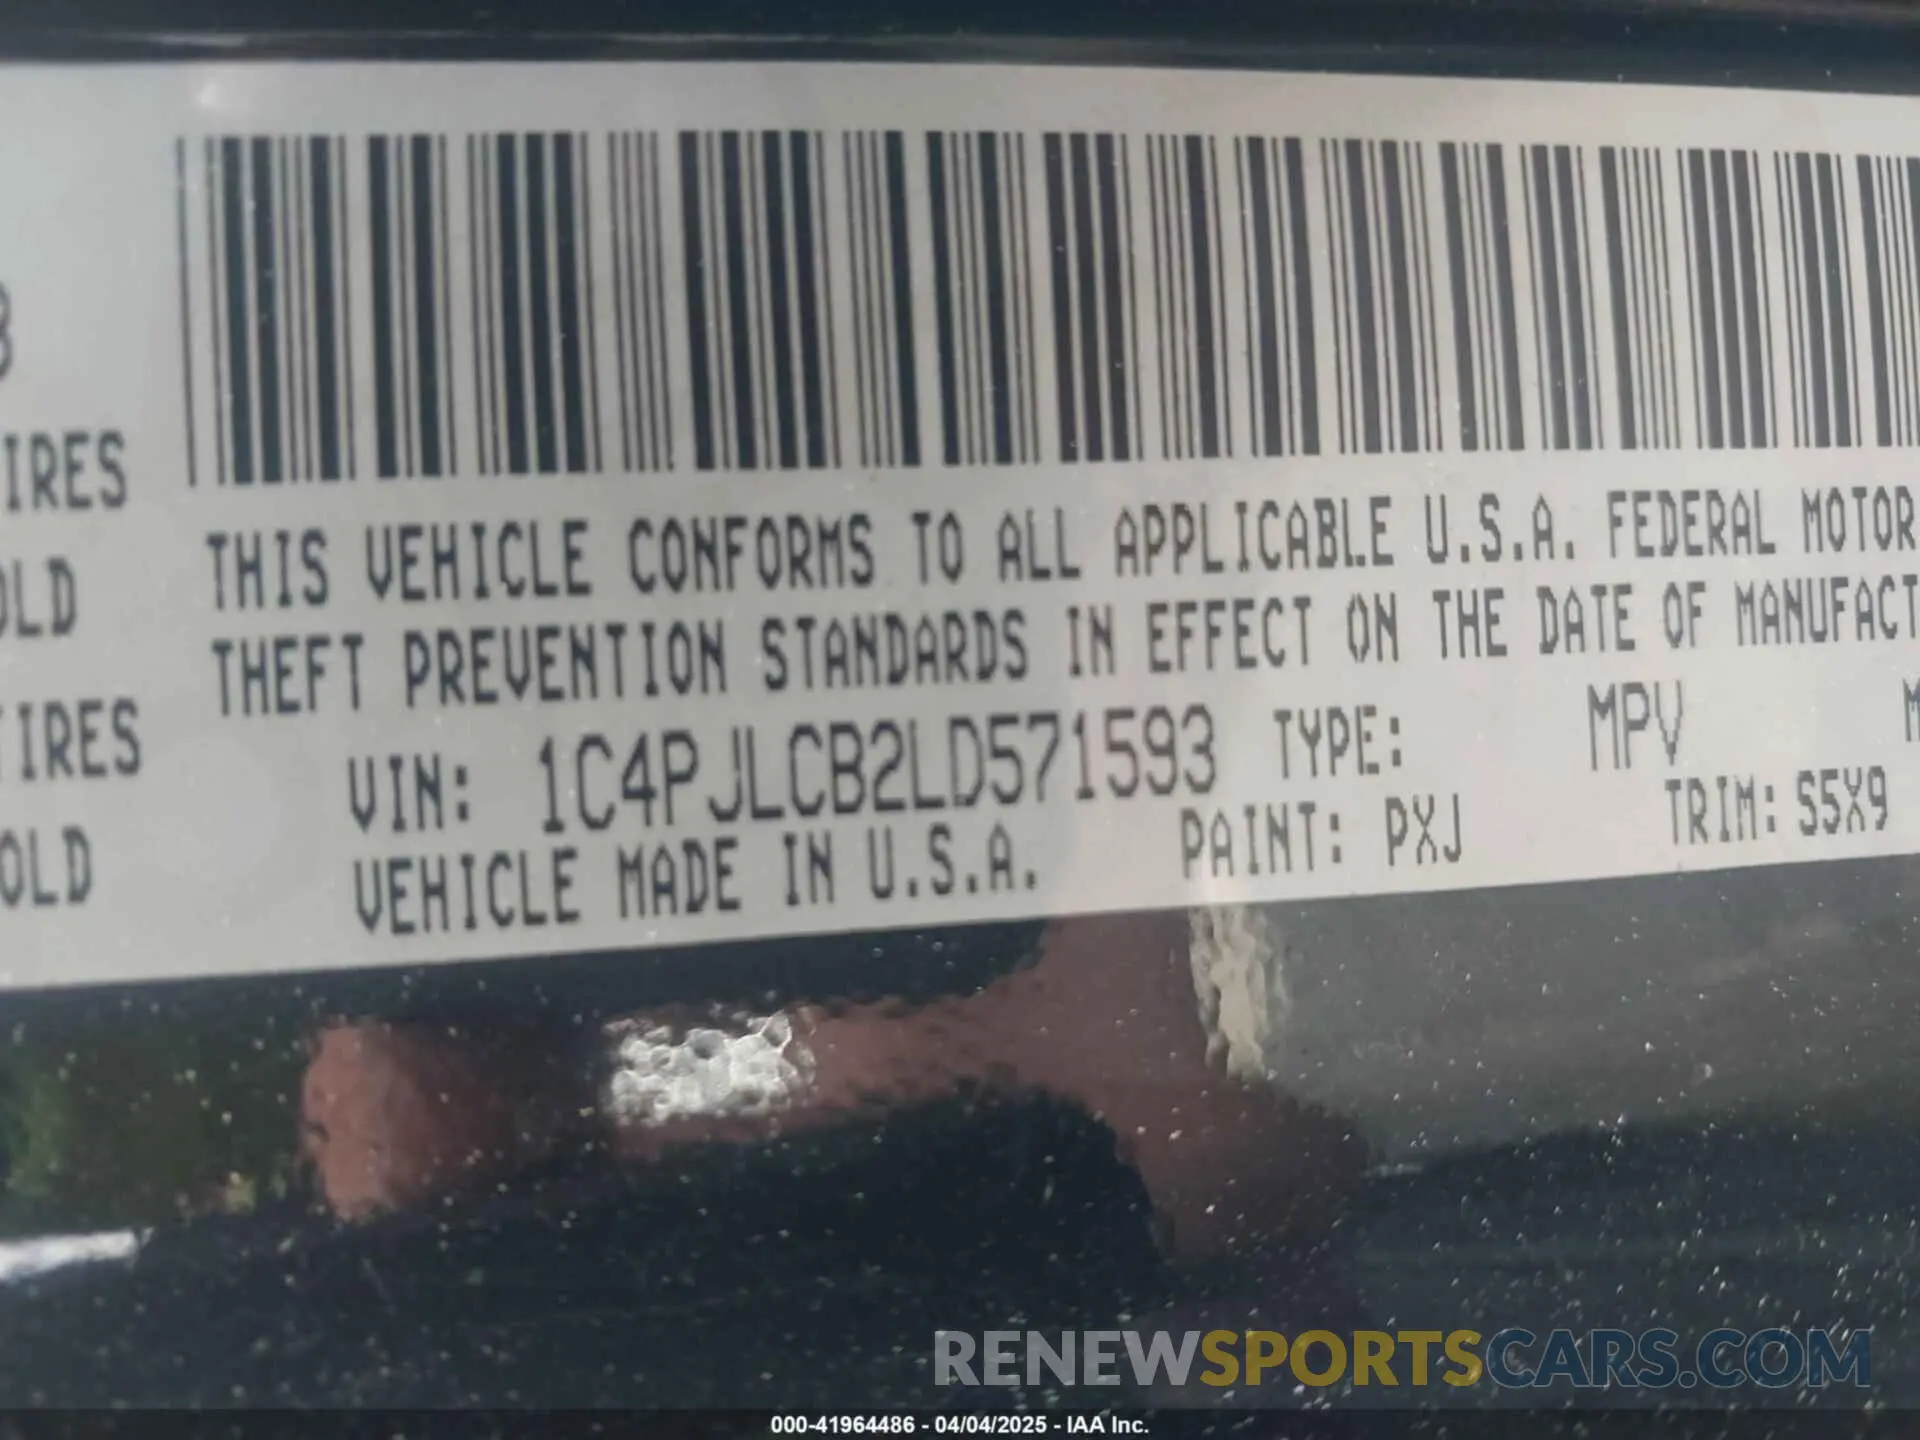 8
IRES
OLD
TIRES
OLD
THIS VEHICLE CONFORMS TO ALL APPLICABLE U.S.A. FEDERAL MOTOR
THEFT PREVENTION STANDARDS IN EFFECT ON THE DATE OF MANUFACT
VIN: 1C4PJLCB2LD571593 TYPE: MPV M
VEHICLE MADE IN U.S.A. PAINT: PXJ TRIM: S5X9
RENEWSPORTSCARS.COM
000-41964486 - 04/04/2025 - IAA Inc.